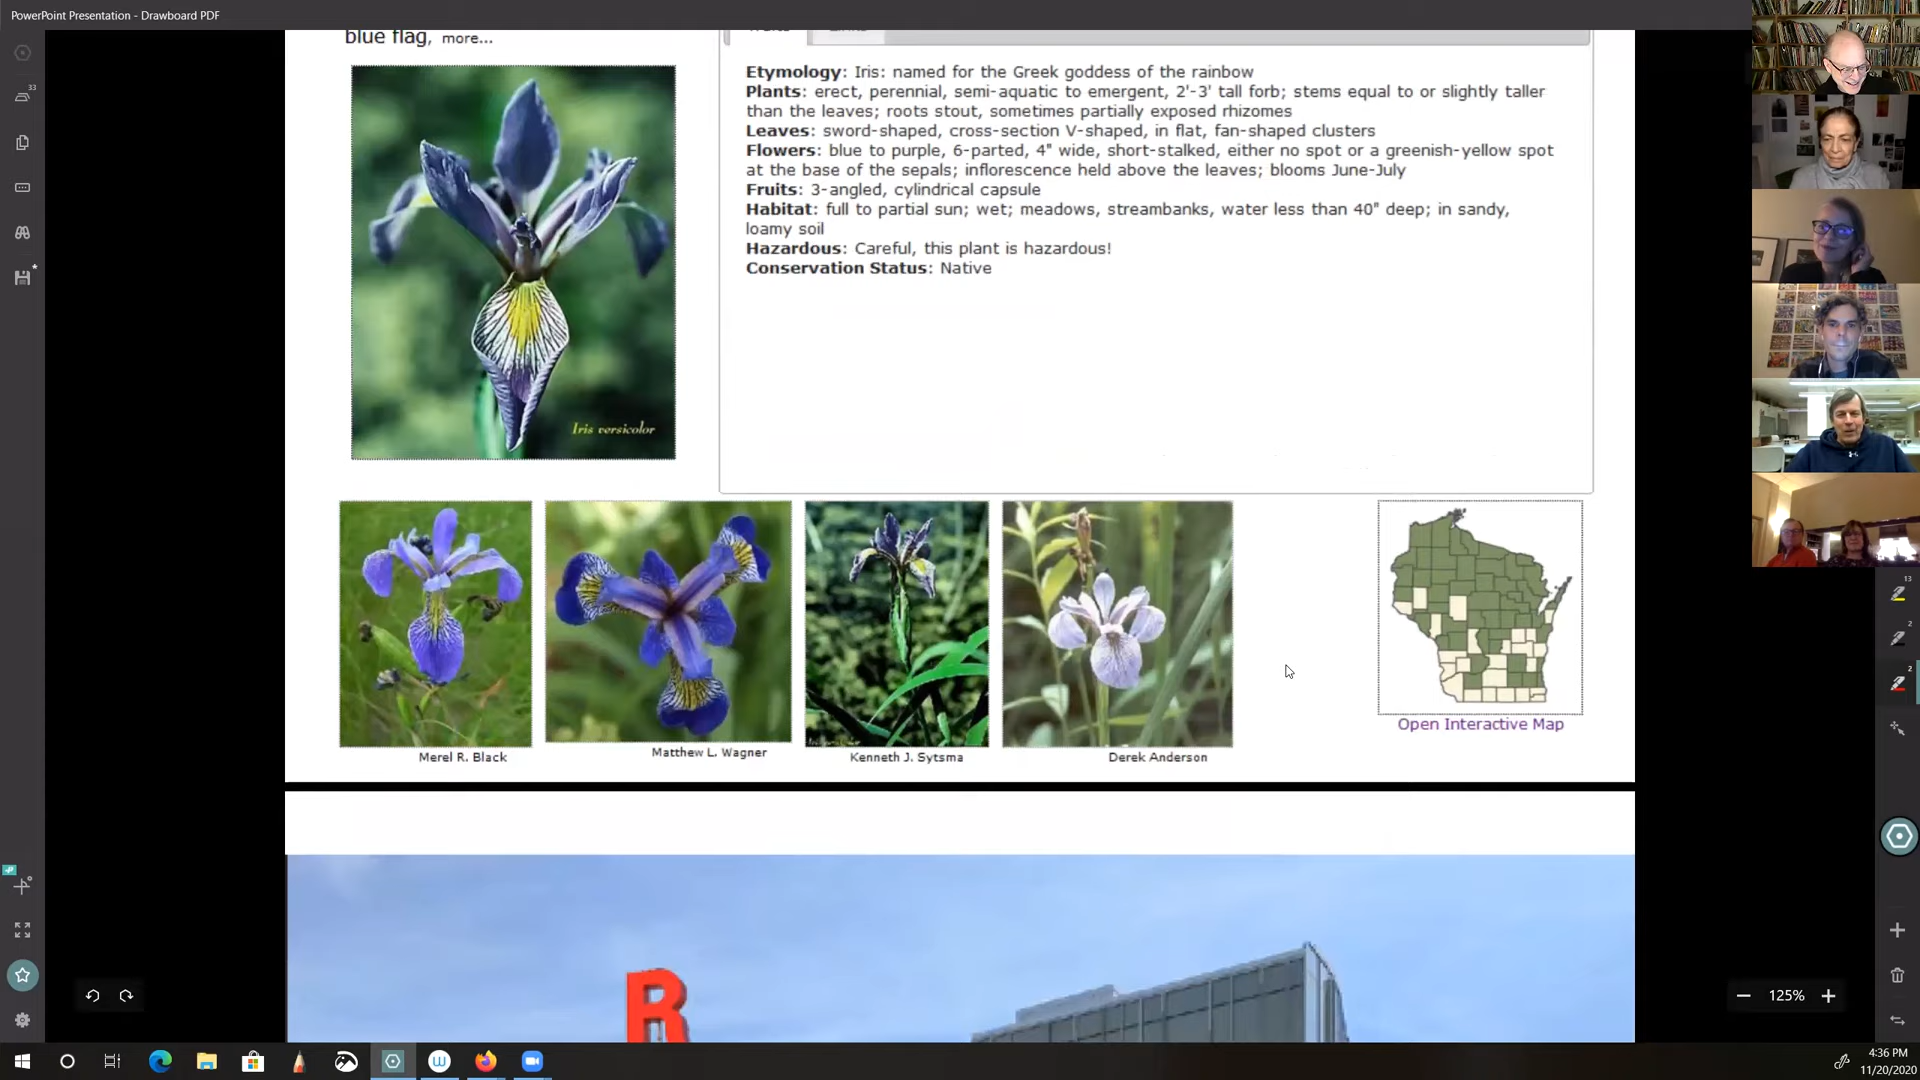 PowerPoint Presentation - Drawboard PDF
blue flag, more...
Etymology: Iris: named for the Greek goddess of the rainbow
Plants: erect, perennial, semi-aquatic to emergent, 2'-3' tall forb; stems equal to or slightly taller
than the leaves; roots stout, sometimes partially exposed rhizomes
Leaves: sword-shaped, cross-section V-shaped, in flat, fan-shaped clusters
Flowers: blue to purple, 6-parted, 4" wide, short-stalked, either no spot or a greenish-yellow spot
at the base of the sepals; inflorescence held above the leaves; blooms June-July
Fruits: 3-angled, cylindrical capsule
Habitat: full to partial sun; wet; meadows, streambanks, water less than 40" deep; in sandy,
loamy soil
Hazardous: Careful, this plant is hazardous!
Conservation Status: Native
Iris versicolor
Merel R. Black
Matthew L. Wagner
Kenneth J. Sytsma
Derek Anderson
Open Interactive Map
R
33
13
2
2
125%
4:36 PM
11/20/2020